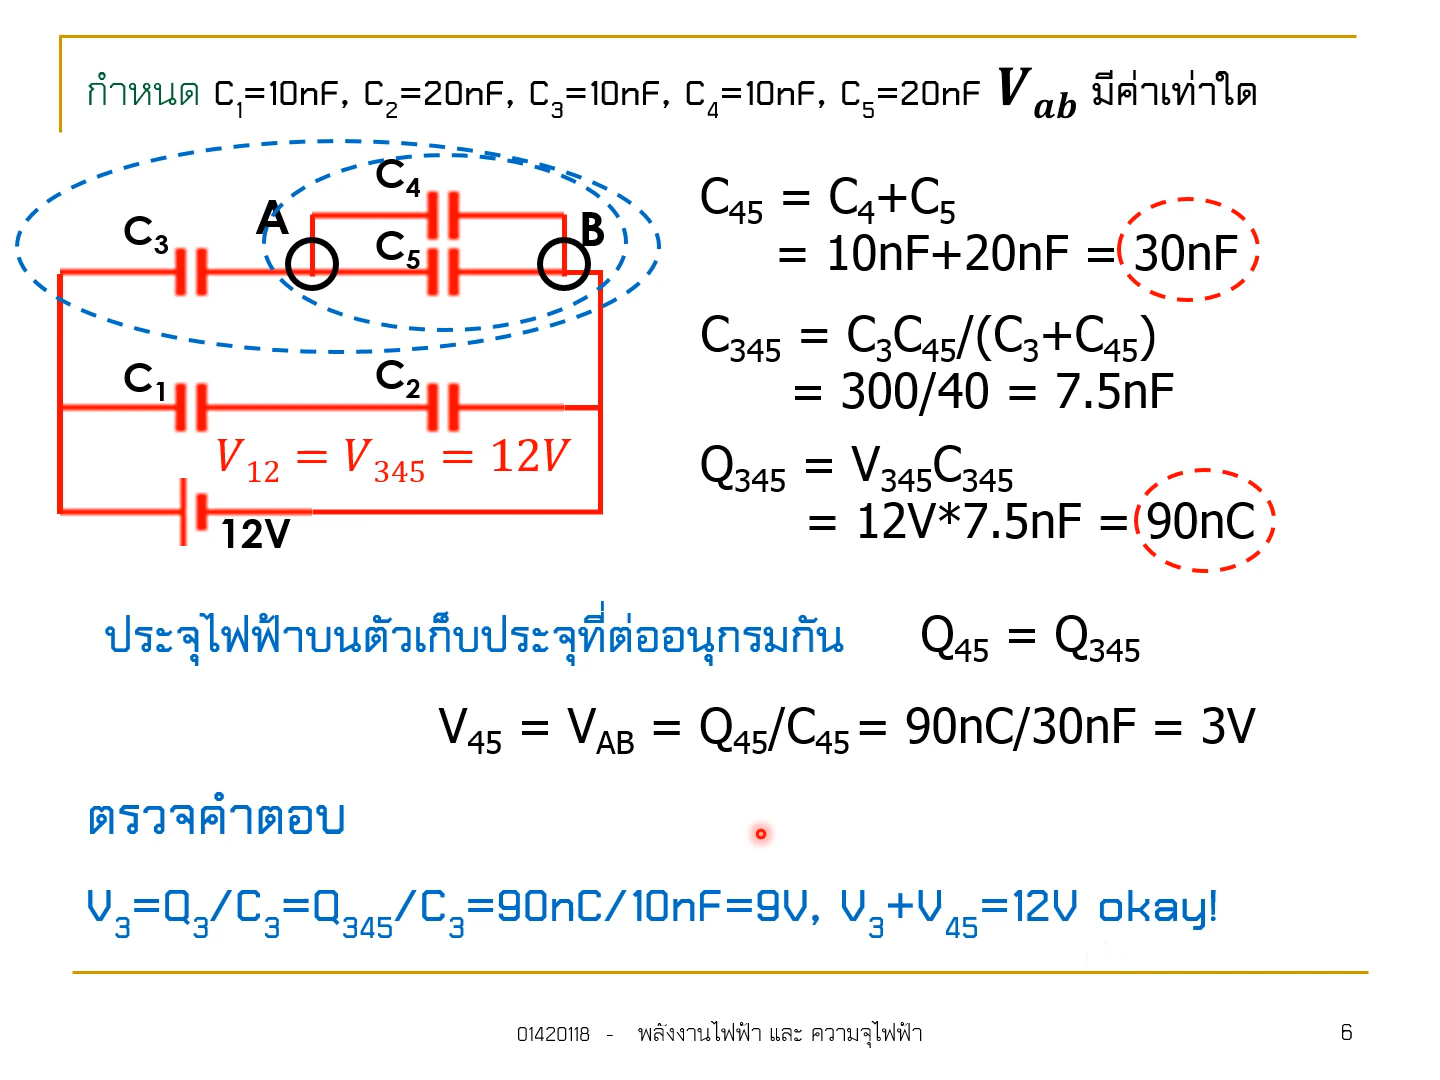 กำหนด C1=10nF, C2=20nF, C3=10nF, C4=10nF, C5=20nF Vab มีค่าเท่าใด
C4
A
B
C3
C5
C1
C2
V12 = V345 = 12V
12V
C45 = C4+C5
= 10nF+20nF = 30nF
C345 = C3C45/(C3+C45)
= 300/40 = 7.5nF
Q345 = V345C345
= 12V*7.5nF = 90nC
ประจุไฟฟ้าบนตัวเก็บประจุที่ต่ออนุกรมกัน Q45 = Q345
V45 = VAB = Q45/C45 = 90nC/30nF = 3V
ตรวจคำตอบ
V3=Q3/C3=Q345/C3=90nC/10nF=9V, V3+V45=12V okay!
01420118 - พลังงานไฟฟ้า และ ความจุไฟฟ้า
6